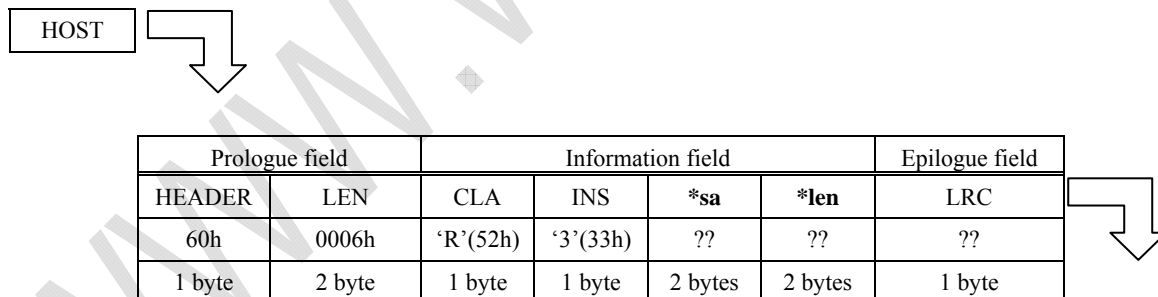 HOST
Prologue field Information field Epilogue field
HEADER LEN CLA INS *sa *len LRC
60h 0006h ‘R’(52h) ‘3’(33h) ?? ?? ??
1 byte 2 byte 1 byte 1 byte 2 bytes 2 bytes 1 byte